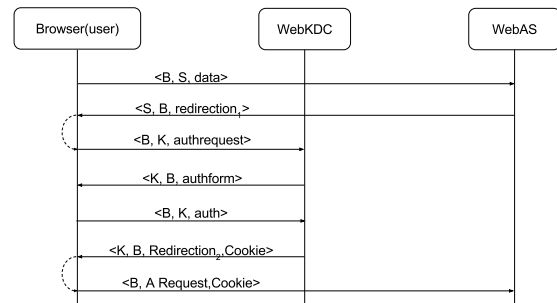 Browser(user)
WebKDC
WebAS
<B, S, data>
<S, B, redirection₁>
<B, K, authrequest>
<K, B, authform>
<B, K, auth>
<K, B, Redirection₂,Cookie>
<B, A Request,Cookie>